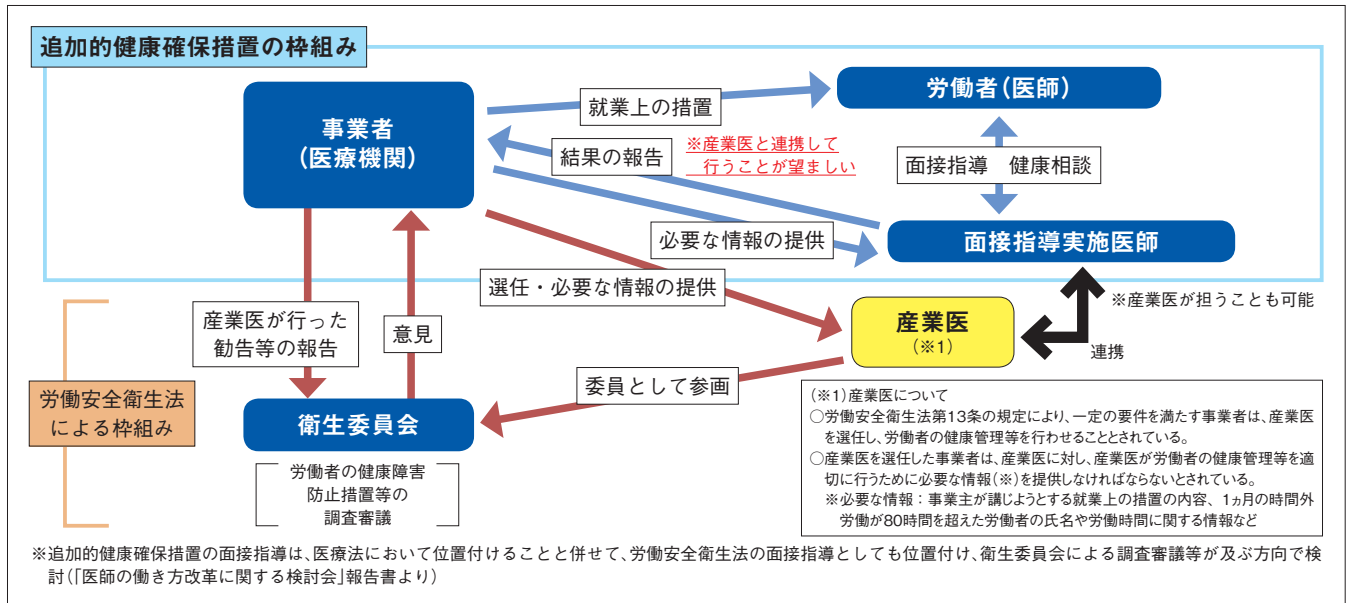 追加的健康確保措置の枠組み
事業者
（医療機関）
就業上の措置
労働者（医師）
結果の報告
※産業医と連携して
行うことが望ましい
面接指導　健康相談
必要な情報の提供
面接指導実施医師
選任・必要な情報の提供
※産業医が担うことも可能
産業医
（※1）
連携
産業医が行った
勧告等の報告
意見
労働安全衛生法
による枠組み
委員として参画
衛生委員会
労働者の健康障害
防止措置等の
調査審議
（※1）産業医について
○労働安全衛生法第13条の規定により、一定の要件を満たす事業者は、産業医
を選任し、労働者の健康管理等を行わせることとされている。
○産業医を選任した事業者は、産業医に対し、産業医が労働者の健康管理等を適
切に行うために必要な情報（※）を提供しなければならないとされている。
※必要な情報：事業主が講じようとする就業上の措置の内容、1ヵ月の時間外
労働が80時間を超えた労働者の氏名や労働時間に関する情報など
※追加的健康確保措置の面接指導は、医療法において位置付けることと併せて、労働安全衛生法の面接指導としても位置付け、衛生委員会による調査審議等が及ぶ方向で検
討（「医師の働き方改革に関する検討会」報告書より）